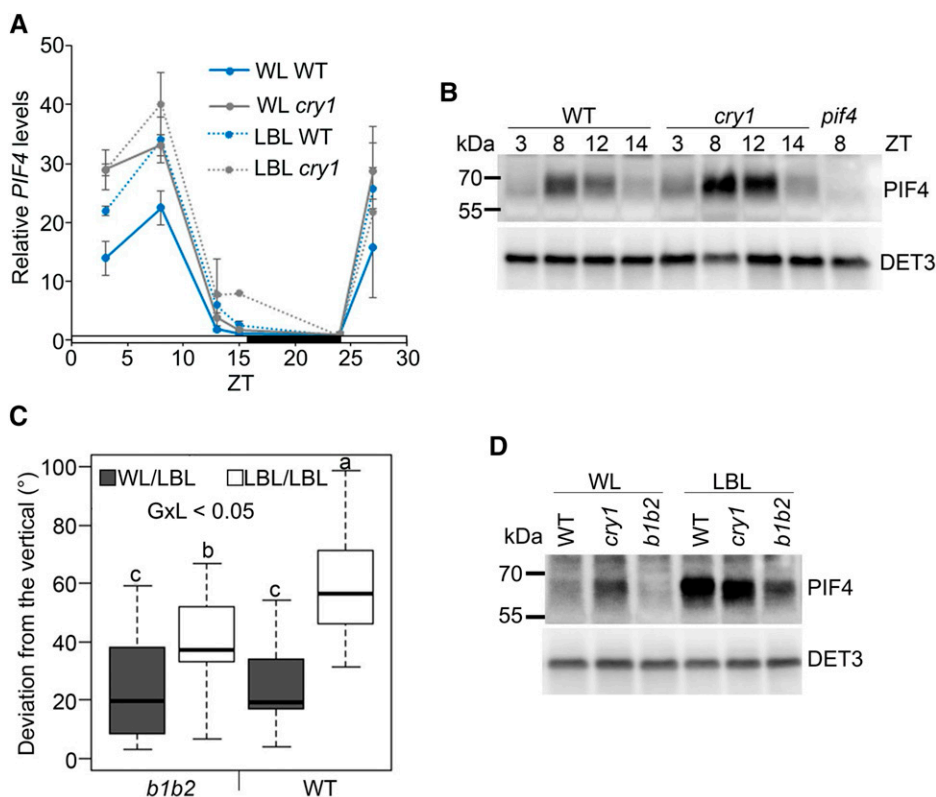 A
50
40
30
20
10
0
Relative PIF4 levels
WL WT
WL cry1
LBL WT
LBL cry1
0 5 10 15 20 25 30
ZT
B
WT cry1 pif4
kDa 3 8 12 14 3 8 12 14 8 ZT
70
55
PIF4
DET3
C
100
80
60
40
20
0
Deviation from the vertical (°)
WL/LBL LBL/LBL
GxL < 0.05
c b c a
b1b2 WT
D
WL LBL
kDa WT cry1 b1b2 WT cry1 b1b2
70
55
PIF4
DET3